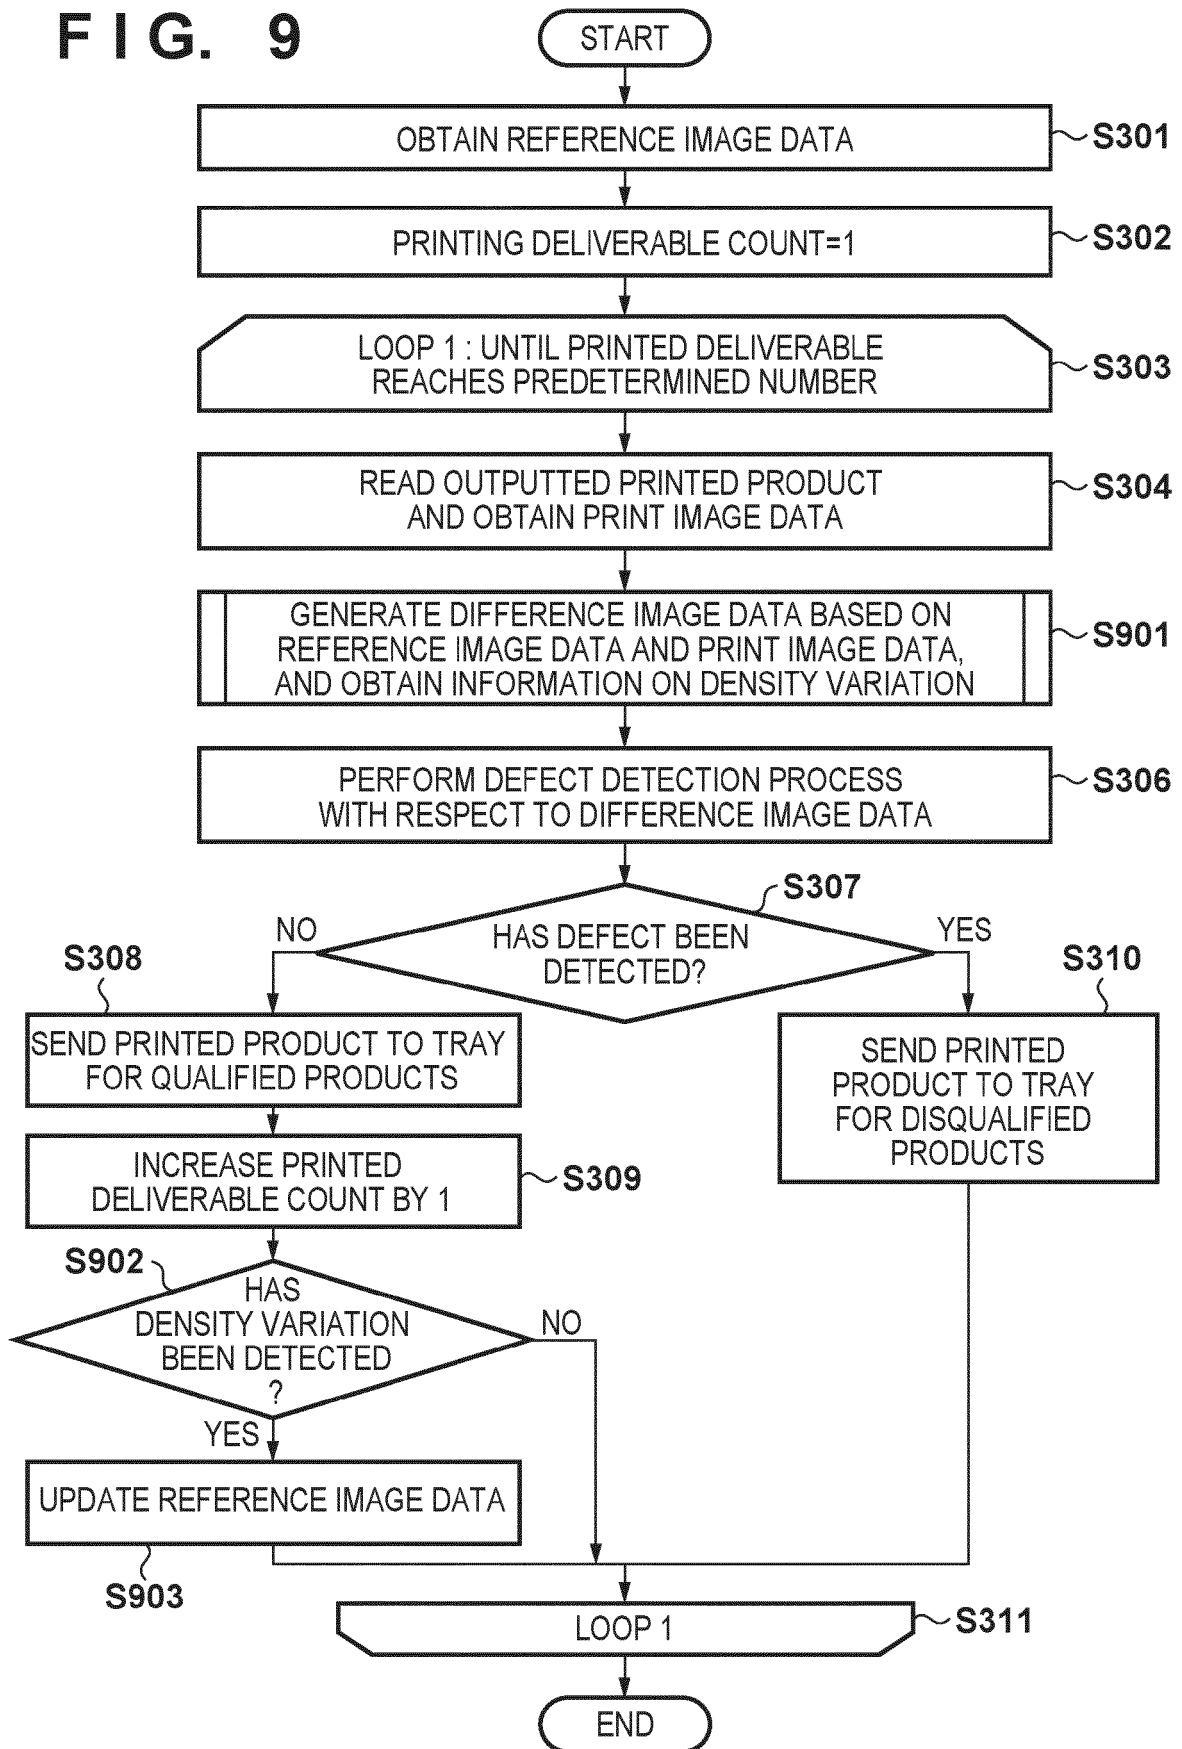 FIG. 9
START
OBTAIN REFERENCE IMAGE DATA
S301
PRINTING DELIVERABLE COUNT=1
S302
LOOP 1 : UNTIL PRINTED DELIVERABLE
REACHES PREDETERMINED NUMBER
S303
READ OUTPUTTED PRINTED PRODUCT
AND OBTAIN PRINT IMAGE DATA
S304
GENERATE DIFFERENCE IMAGE DATA BASED ON
REFERENCE IMAGE DATA AND PRINT IMAGE DATA,
AND OBTAIN INFORMATION ON DENSITY VARIATION
S901
PERFORM DEFECT DETECTION PROCESS
WITH RESPECT TO DIFFERENCE IMAGE DATA
S306
S307
HAS DEFECT BEEN
DETECTED?
NO
YES
S308
SEND PRINTED PRODUCT TO TRAY
FOR QUALIFIED PRODUCTS
S310
SEND PRINTED
PRODUCT TO TRAY
FOR DISQUALIFIED
PRODUCTS
INCREASE PRINTED
DELIVERABLE COUNT BY 1
S309
S902
HAS
DENSITY VARIATION
BEEN DETECTED
?
NO
YES
UPDATE REFERENCE IMAGE DATA
S903
LOOP 1
S311
END